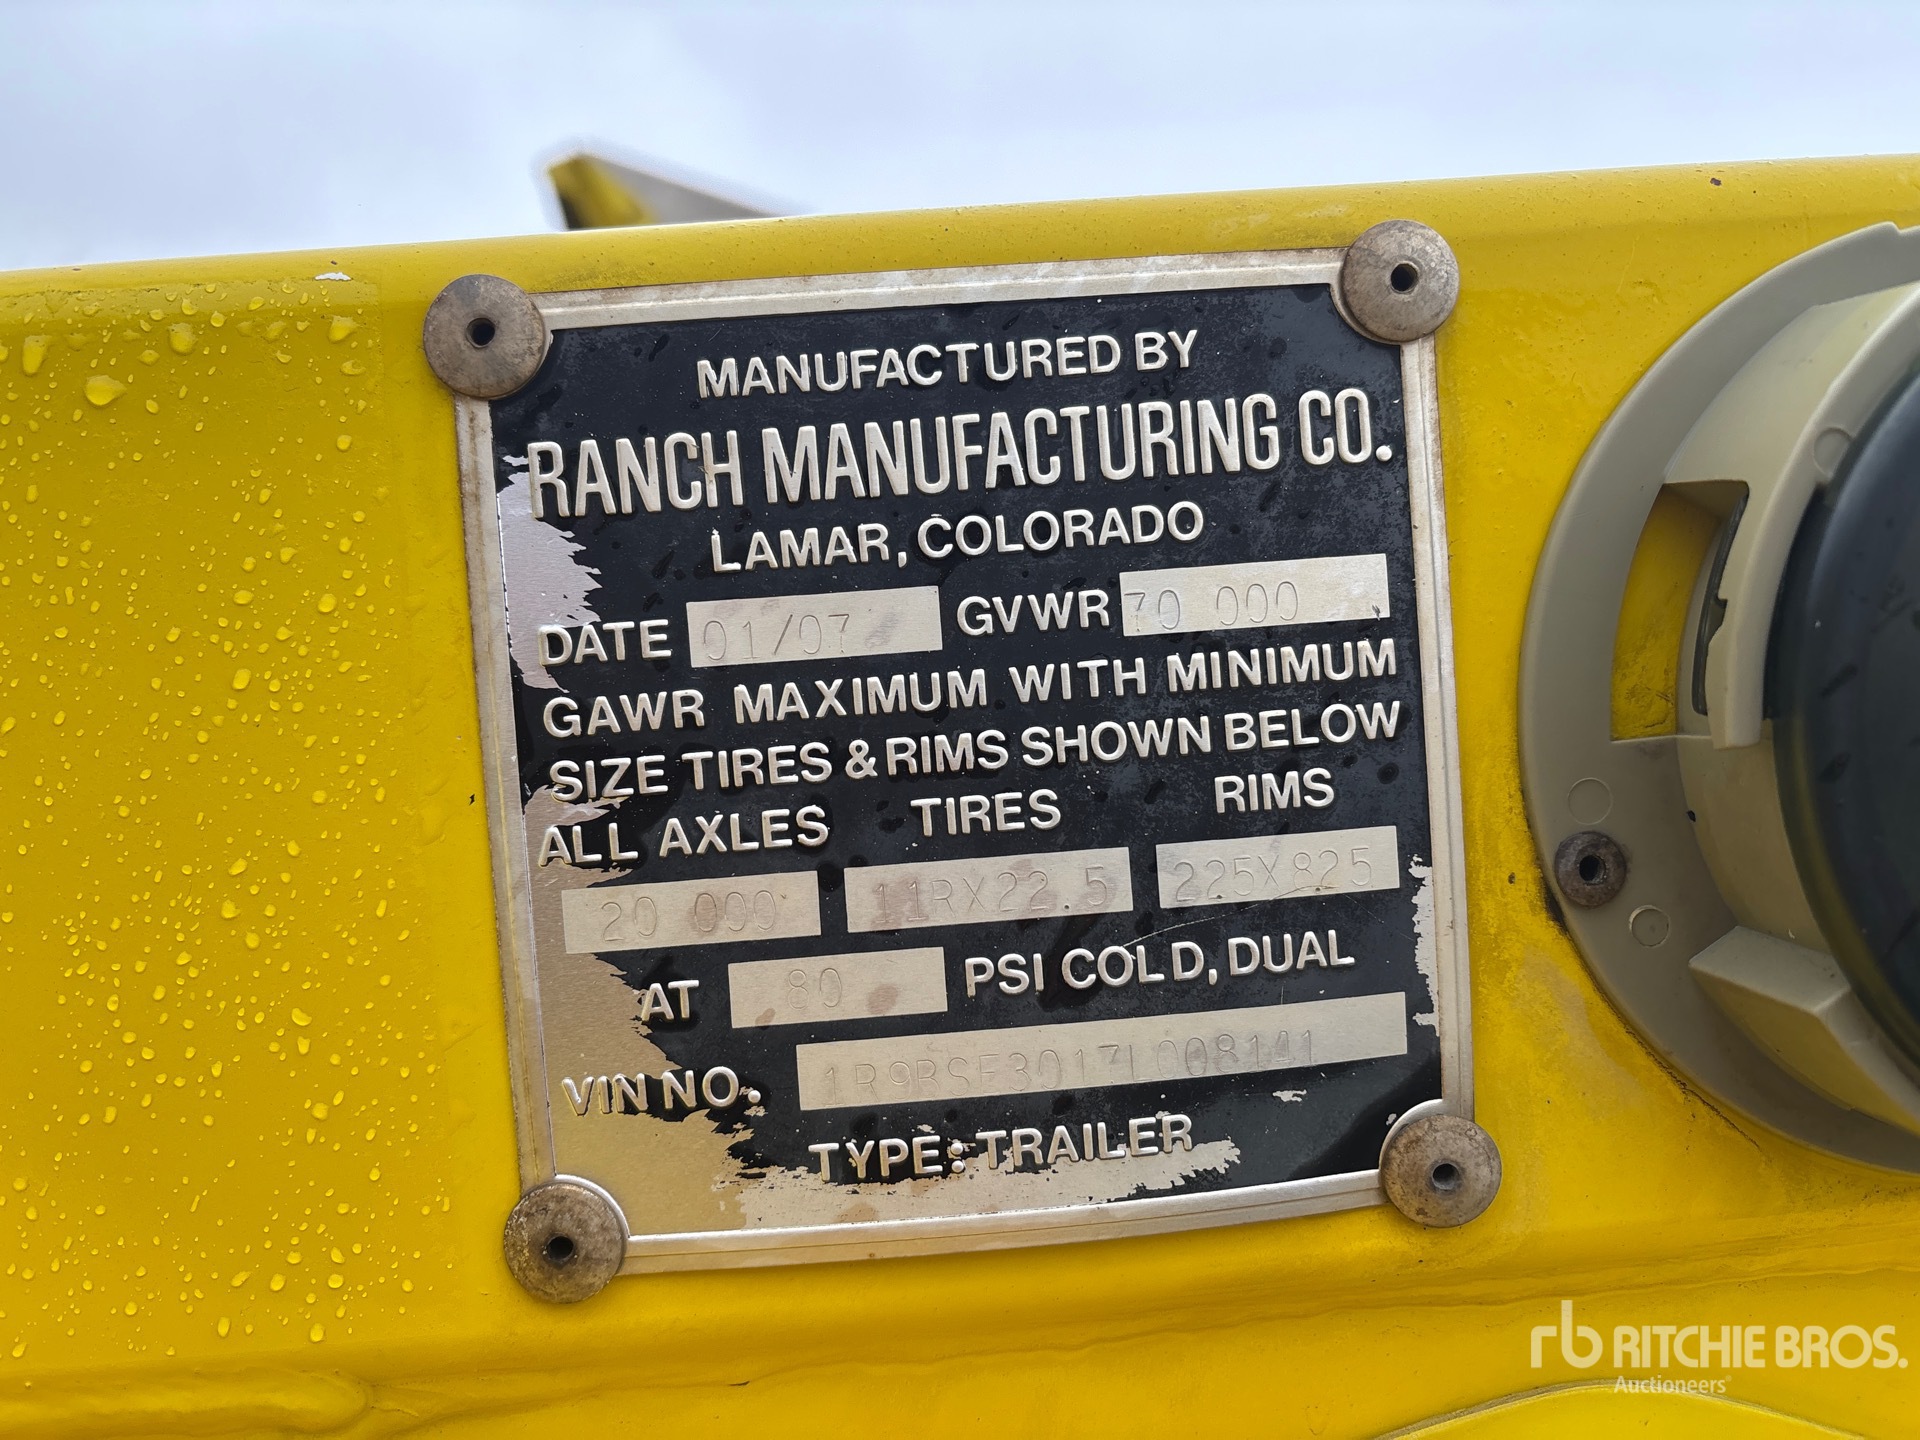 MANUFACTURED BY
RANCH MANUFACTURING CO.
LAMAR, COLORADO
DATE 01/07 GVWR 70 000
GAWR MAXIMUM WITH MINIMUM
SIZE TIRES & RIMS SHOWN BELOW
ALL AXLES TIRES RIMS
20 000 11RX22.5 225X825
AT 80 PSI COLD, DUAL
VIN NO. 1R9BSE3017L008141
TYPE: TRAILER
rb RITCHIE BROS.
Auctioneers